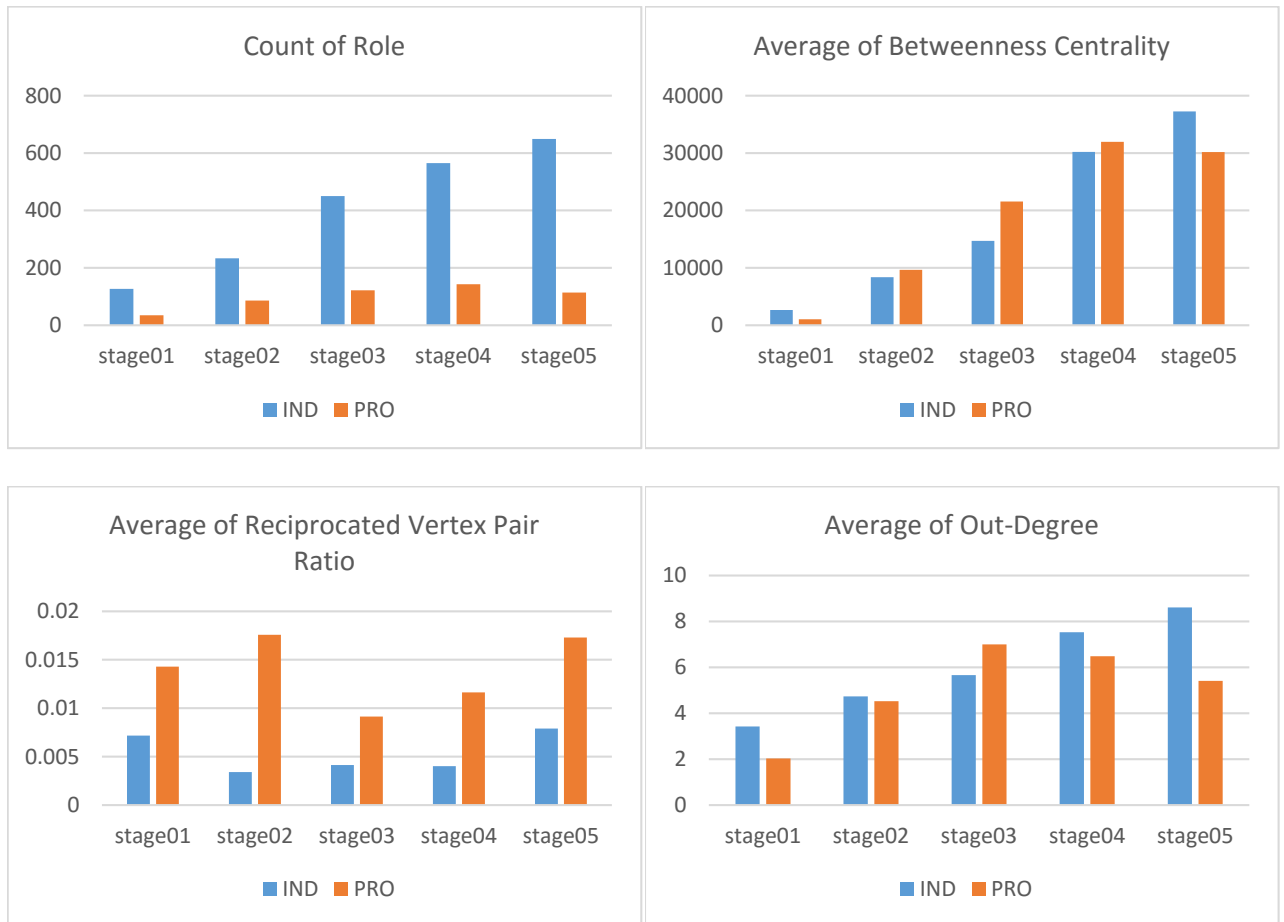 Count of Role
800
600
400
200
0
stage01 stage02 stage03 stage04 stage05
IND PRO
Average of Betweenness Centrality
40000
30000
20000
10000
0
stage01 stage02 stage03 stage04 stage05
IND PRO
Average of Reciprocated Vertex Pair
Ratio
0.02
0.015
0.01
0.005
0
stage01 stage02 stage03 stage04 stage05
IND PRO
Average of Out-Degree
10
8
6
4
2
0
stage01 stage02 stage03 stage04 stage05
IND PRO